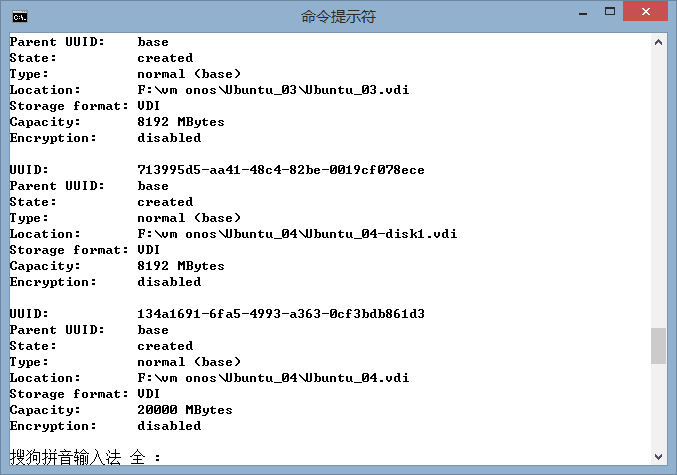 命令提示符
Parent UUID:    base
State:          created
Type:           normal (base)
Location:       F:\vm onos\Ubuntu_03\Ubuntu_03.vdi
Storage format: VDI
Capacity:       8192 MBytes
Encryption:     disabled
UUID:           713995d5-aa41-48c4-82be-0019cf078ece
Parent UUID:    base
State:          created
Type:           normal (base)
Location:       F:\vm onos\Ubuntu_04\Ubuntu_04-disk1.vdi
Storage format: VDI
Capacity:       8192 MBytes
Encryption:     disabled
UUID:           134a1691-6fa5-4993-a363-0cf3bdb861d3
Parent UUID:    base
State:          created
Type:           normal (base)
Location:       F:\vm onos\Ubuntu_04\Ubuntu_04.vdi
Storage format: VDI
Capacity:       20000 MBytes
Encryption:     disabled
搜狗拼音输入法 全 :